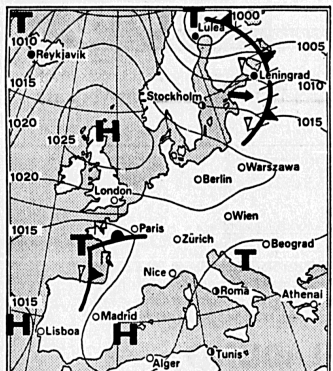 T
T
1000
1010
Reykjavík
Luleå
1005
Leningrad
1015
Stockholm
1010
1020
1015
1025
H
Warszawa
1020
Berlin
London
Wien
Paris
T
Zürich
Beograd
1015
Nice
T
1015
Roma
Athenai
H
Madrid
Lisboa
H
Tunis
Alger